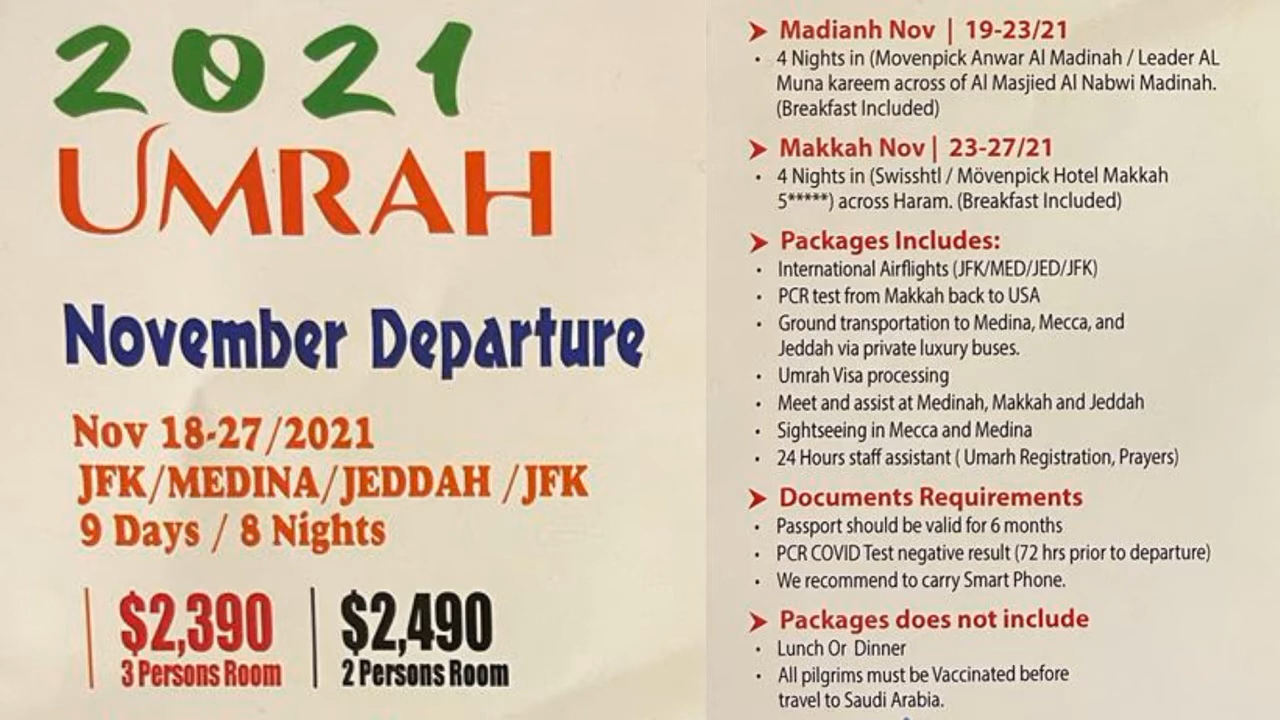 2021
UMRAH
November Departure
Nov 18-27/2021
JFK/MEDINA/JEDDAH /JFK
9 Days / 8 Nights
$2,390
3 Persons Room
$2,490
2 Persons Room
➤ Madianh Nov | 19-23/21
• 4 Nights in (Movenpick Anwar Al Madinah / Leader AL
Muna kareem across of Al Masjied Al Nabwi Madinah.
(Breakfast Included)
➤ Makkah Nov | 23-27/21
• 4 Nights in (Swisshtl / Mövenpick Hotel Makkah
5*****) across Haram. (Breakfast Included)
➤ Packages Includes:
• International Airflights (JFK/MED/JED/JFK)
• PCR test from Makkah back to USA
• Ground transportation to Medina, Mecca, and
Jeddah via private luxury buses.
• Umrah Visa processing
• Meet and assist at Medinah, Makkah and Jeddah
• Sightseeing in Mecca and Medina
• 24 Hours staff assistant ( Umarh Registration, Prayers)
➤ Documents Requirements
• Passport should be valid for 6 months
• PCR COVID Test negative result (72 hrs prior to departure)
• We recommend to carry Smart Phone.
➤ Packages does not include
• Lunch Or Dinner
• All pilgrims must be Vaccinated before
travel to Saudi Arabia.